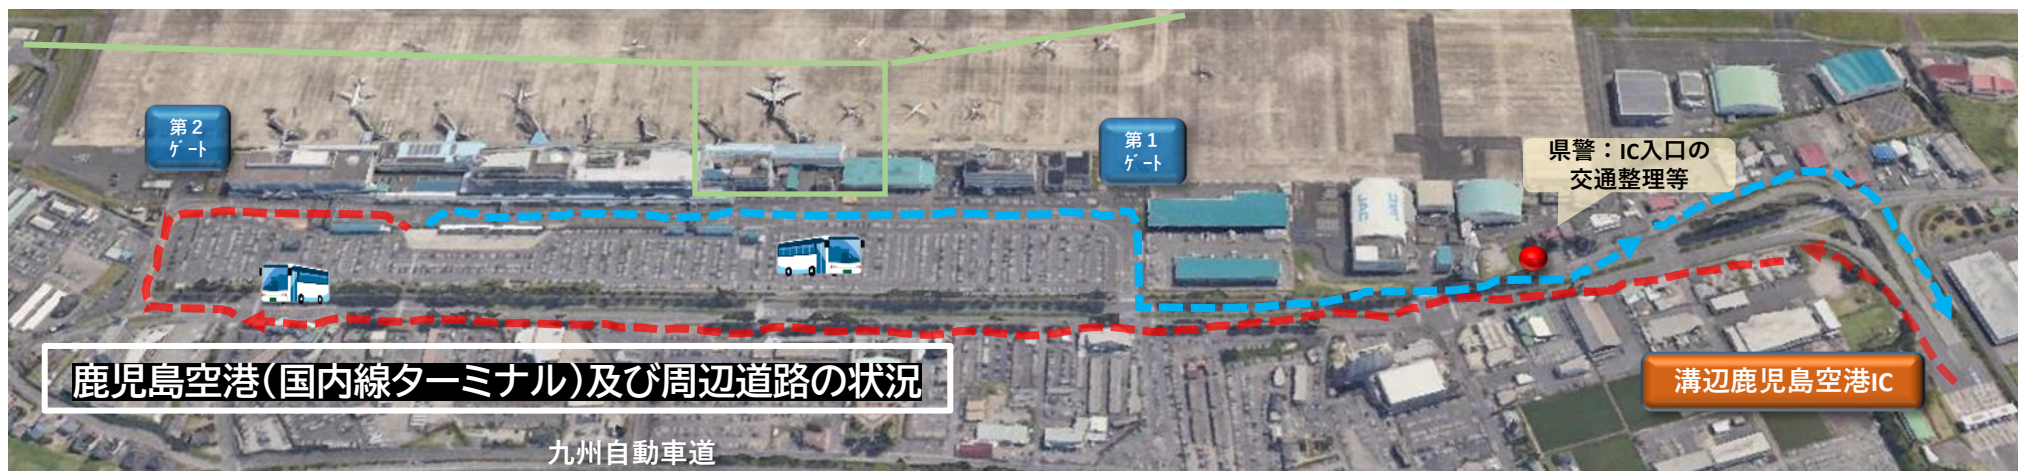 第２
ｹﾞｰﾄ
第１
ｹﾞｰﾄ
県警：IC入口の
交通整理等
JAC
溝辺鹿児島空港IC
鹿児島空港（国内線ターミナル）及び周辺道路の状況
九州自動車道